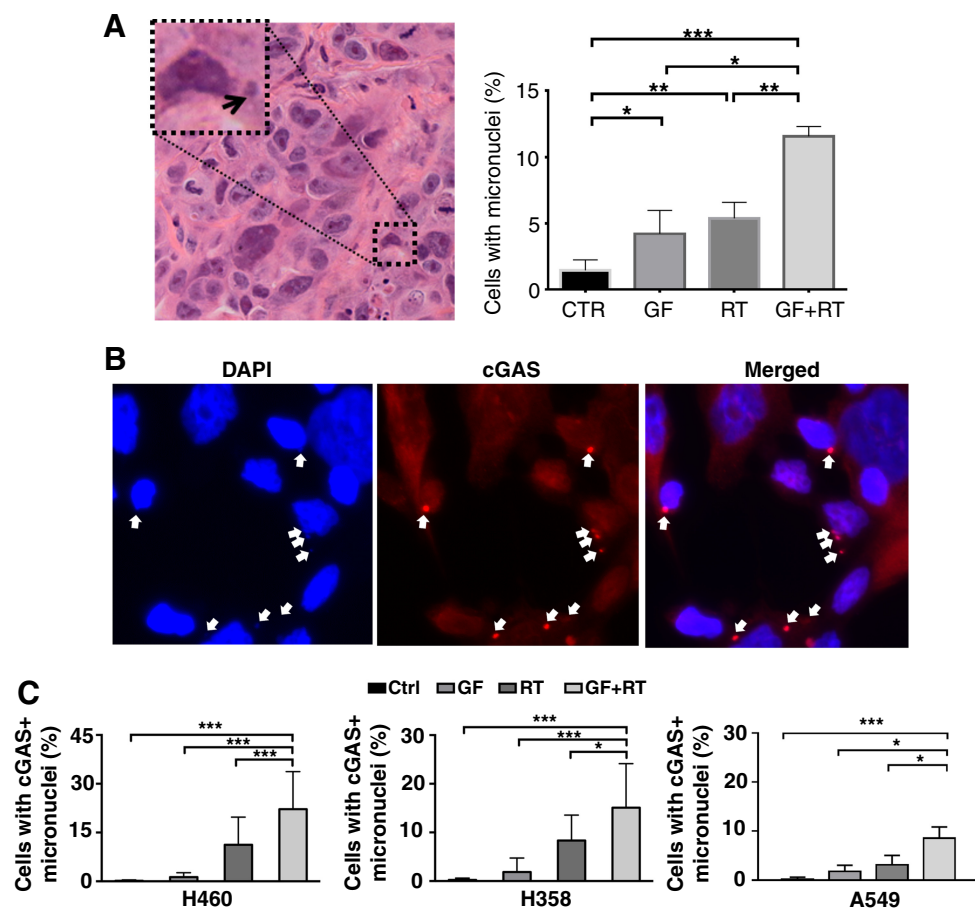 A
Cells with micronuclei (%)
15
10
5
0
***
*
**
**
*
CTR GF RT GF+RT
B
DAPI cGAS Merged
C
Ctrl GF RT GF+RT
Cells with cGAS+
micronuclei (%)
45
30
15
0
***
***
***
H460
Cells with cGAS+
micronuclei (%)
30
20
10
0
***
***
*
H358
Cells with cGAS+
micronuclei (%)
30
20
10
0
***
*
*
A549